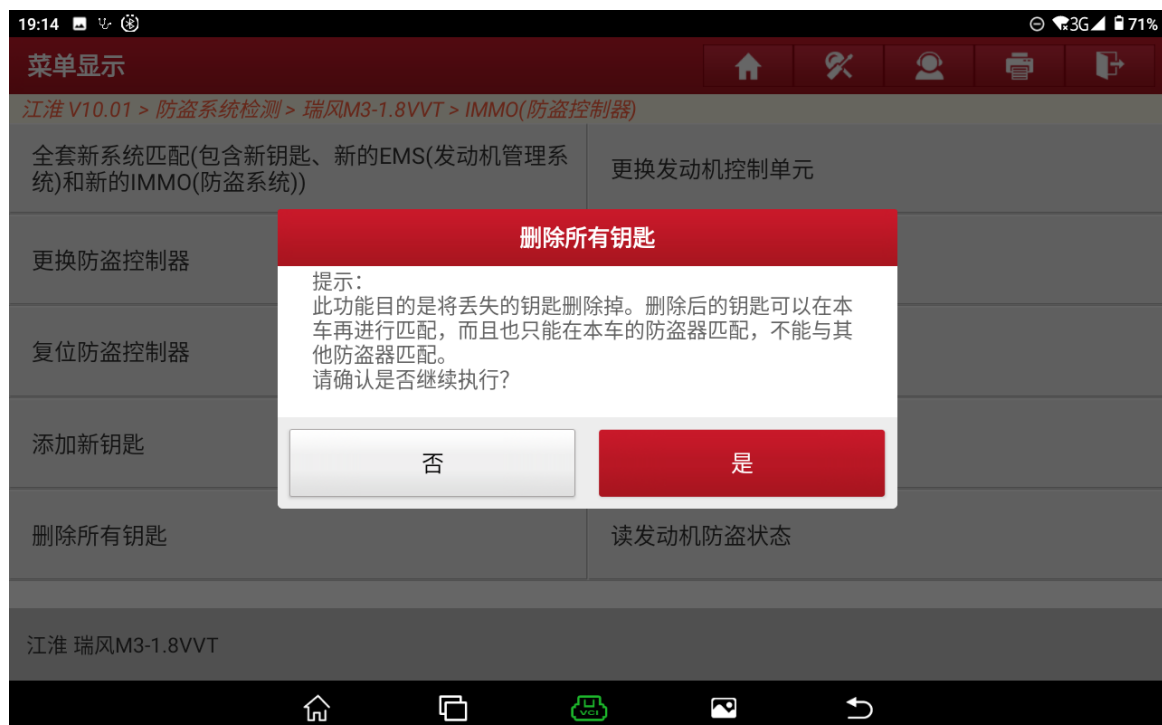 19:14
3G 71%
菜单显示
江淮 V10.01 > 防盗系统检测 > 瑞风M3-1.8VVT > IMMO(防盗控制器)
全套新系统匹配(包含新钥匙、新的EMS(发动机管理系
统)和新的IMMO(防盗系统))
更换发动机控制单元
更换防盗控制器
复位防盗控制器
添加新钥匙
删除所有钥匙
读发动机防盗状态
删除所有钥匙
提示：
此功能目的是将丢失的钥匙删除掉。删除后的钥匙可以在本
车再进行匹配，而且也只能在本车的防盗器匹配，不能与其
他防盗器匹配。
请确认是否继续执行?
否
是
江淮 瑞风M3-1.8VVT
VCI